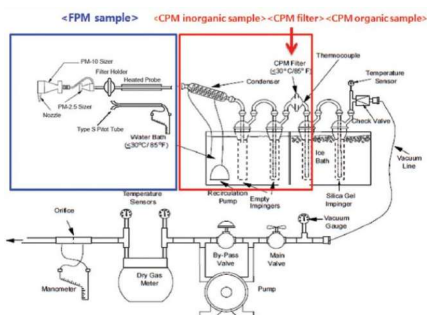 <FPM sample> <CPM inorganic sample><CPM filter><CPM organic sample>
PM-10 Sizer
Filter Holder
Heated Probe
PM-2.5 Sizer
Nozzle
Type S Pitot Tube
Water Bath
(≤30°C/85°F)
Condenser
CPM Filter
(≤30°C/85°F)
Thermocouple
Temperature
Sensor
Check Valve
Ice
Bath
Vacuum
Line
Recirculation
Pump
Empty
Impingers
Silica Gel
Impinger
Temperature
Sensors
Orifice
Vacuum
Gauge
By-Pass
Valve
Main
Valve
Dry Gas
Meter
Manometer
Pump